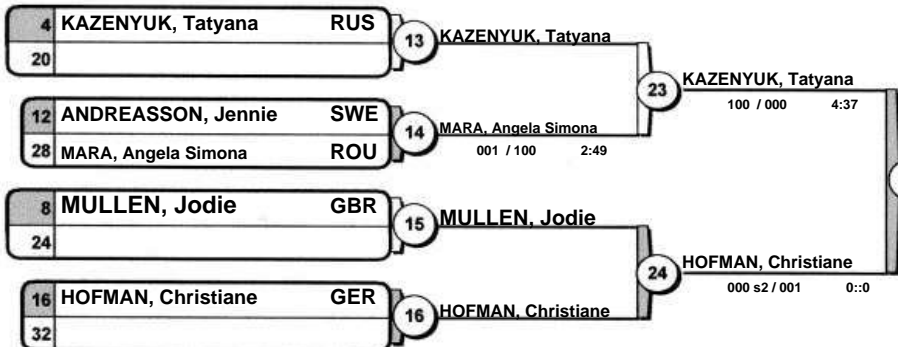 4 KAZENYUK, Tatyana RUS
20
13 KAZENYUK, Tatyana
12 ANDREASSON, Jennie SWE
28 MARA, Angela Simona ROU
14 MARA, Angela Simona
001 / 100 2:49
23 KAZENYUK, Tatyana
100 / 000 4:37
8 MULLEN, Jodie GBR
24
15 MULLEN, Jodie
16 HOFMAN, Christiane GER
32
16 HOFMAN, Christiane
24 HOFMAN, Christiane
000 s2 / 001 0::0